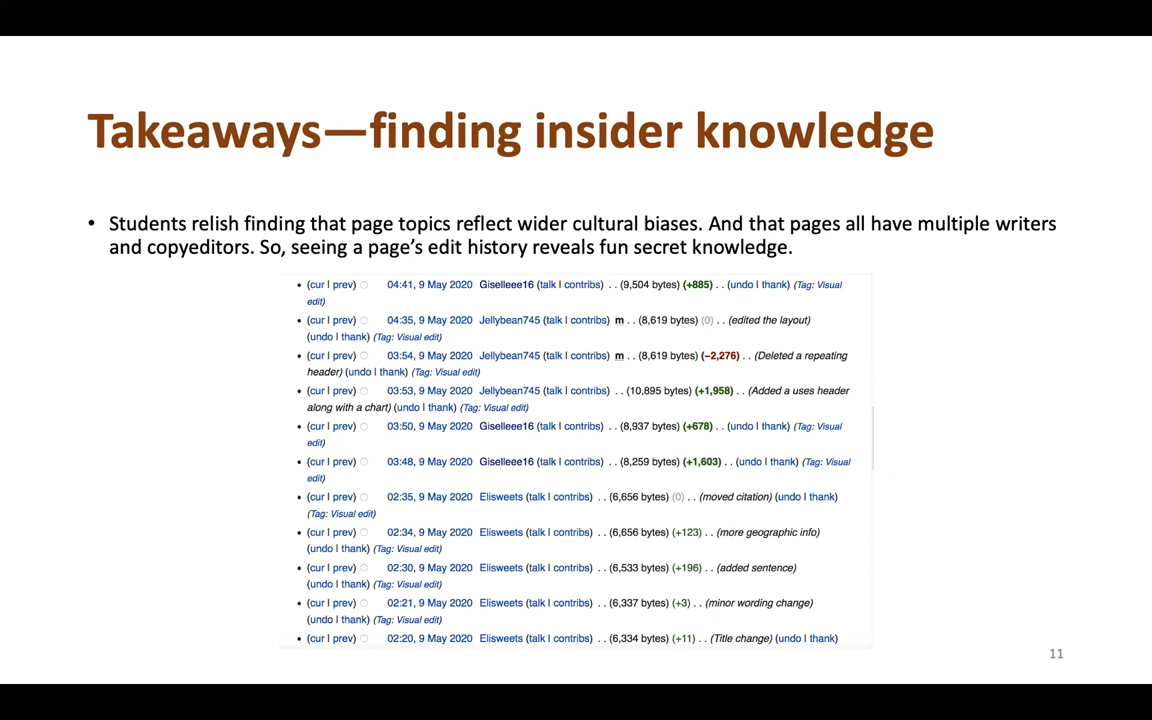 Takeaways—finding insider knowledge
• Students relish finding that page topics reflect wider cultural biases. And that pages all have multiple writers
and copyeditors. So, seeing a page's edit history reveals fun secret knowledge.
• (cur | prev) 04:41, 9 May 2020 Giselleee16 (talk | contribs) . . (9,504 bytes) (+885) . . (undo | thank) (Tag: Visual
edit)
• (cur | prev) 04:35, 9 May 2020 Jellybean745 (talk | contribs) m . . (8,619 bytes) (0) . . (edited the layout)
(undo | thank) (Tag: Visual edit)
• (cur | prev) 03:54, 9 May 2020 Jellybean745 (talk | contribs) m . . (8,619 bytes) (−2,276) . . (Deleted a repeating
header) (undo | thank) (Tag: Visual edit)
• (cur | prev) 03:53, 9 May 2020 Jellybean745 (talk | contribs) . . (10,895 bytes) (+1,958) . . (Added a uses header
along with a chart) (undo | thank) (Tag: Visual edit)
• (cur | prev) 03:50, 9 May 2020 Giselleee16 (talk | contribs) . . (8,937 bytes) (+678) . . (undo | thank) (Tag: Visual
edit)
• (cur | prev) 03:48, 9 May 2020 Giselleee16 (talk | contribs) . . (8,259 bytes) (+1,603) . . (undo | thank) (Tag: Visual
edit)
• (cur | prev) 02:35, 9 May 2020 Elisweets (talk | contribs) . . (6,656 bytes) (0) . . (moved citation) (undo | thank)
(Tag: Visual edit)
• (cur | prev) 02:34, 9 May 2020 Elisweets (talk | contribs) . . (6,656 bytes) (+123) . . (more geographic info)
(undo | thank) (Tag: Visual edit)
• (cur | prev) 02:30, 9 May 2020 Elisweets (talk | contribs) . . (6,533 bytes) (+196) . . (added sentence)
(undo | thank) (Tag: Visual edit)
• (cur | prev) 02:21, 9 May 2020 Elisweets (talk | contribs) . . (6,337 bytes) (+3) . . (minor wording change)
(undo | thank) (Tag: Visual edit)
• (cur | prev) 02:20, 9 May 2020 Elisweets (talk | contribs) . . (6,334 bytes) (+11) . . (Title change) (undo | thank)
11